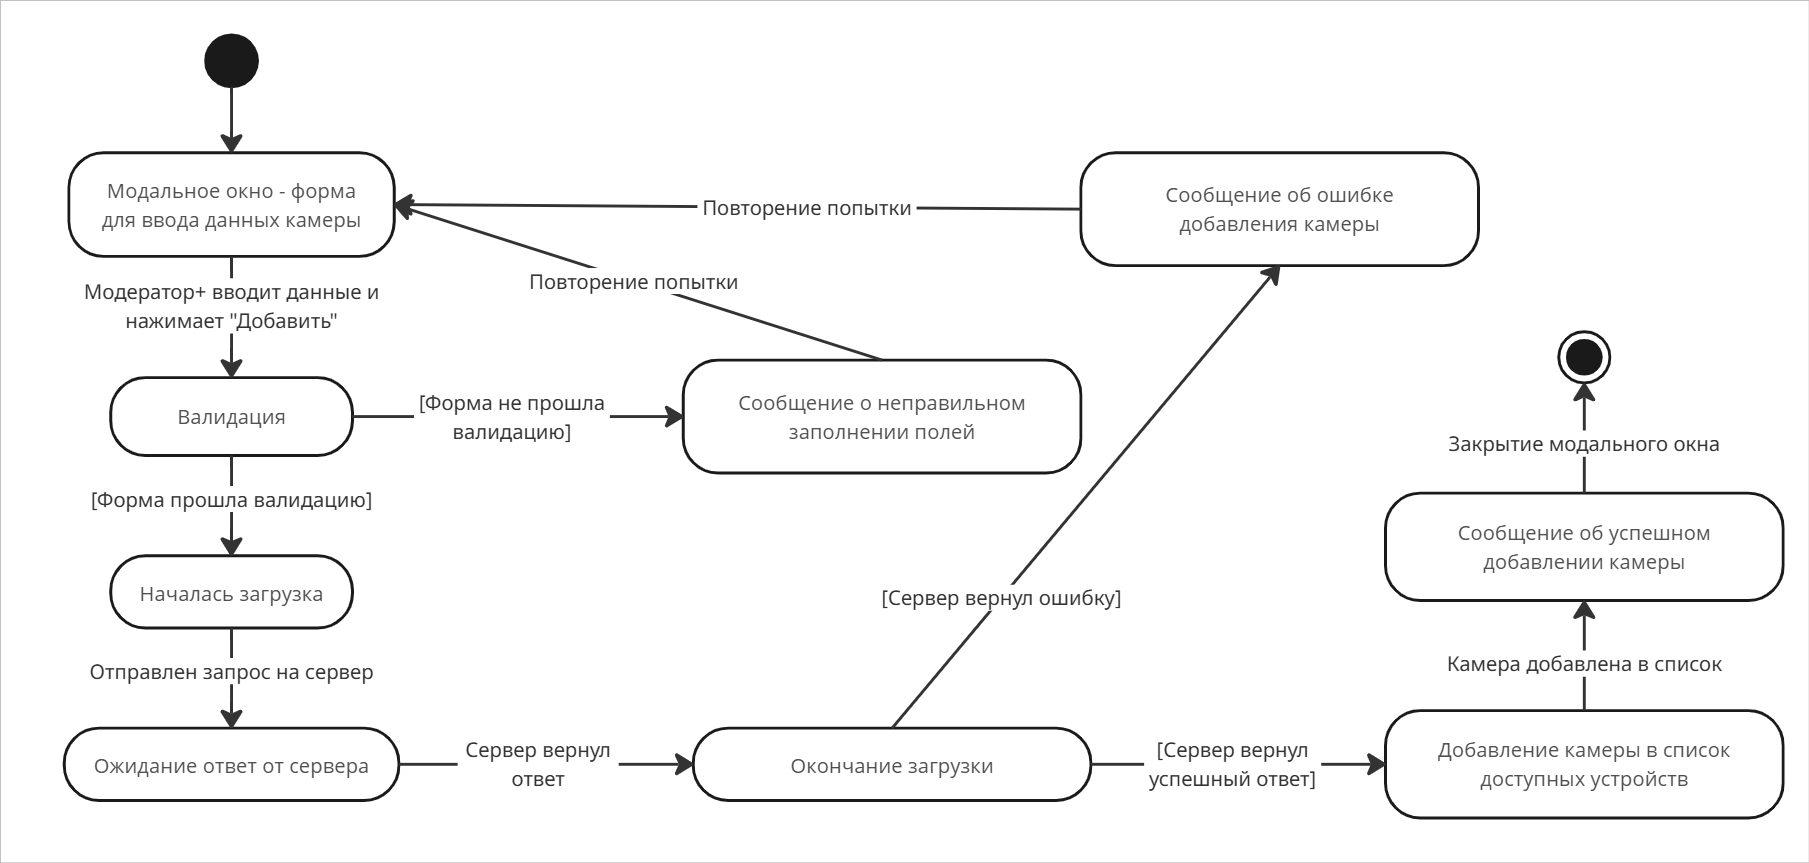 Модальное окно - форма
для ввода данных камеры
Повторение попытки
Сообщение об ошибке
добавления камеры
Модератор+ вводит данные и
нажимает "Добавить"
Повторение попытки
Валидация
[Форма не прошла
валидацию]
Сообщение о неправильном
заполнении полей
Закрытие модального окна
[Форма прошла валидацию]
Сообщение об успешном
добавлении камеры
Началась загрузка
[Сервер вернул ошибку]
Отправлен запрос на сервер
Камера добавлена в список
Ожидание ответ от сервера
Сервер вернул
ответ
Окончание загрузки
[Сервер вернул
успешный ответ]
Добавление камеры в список
доступных устройств